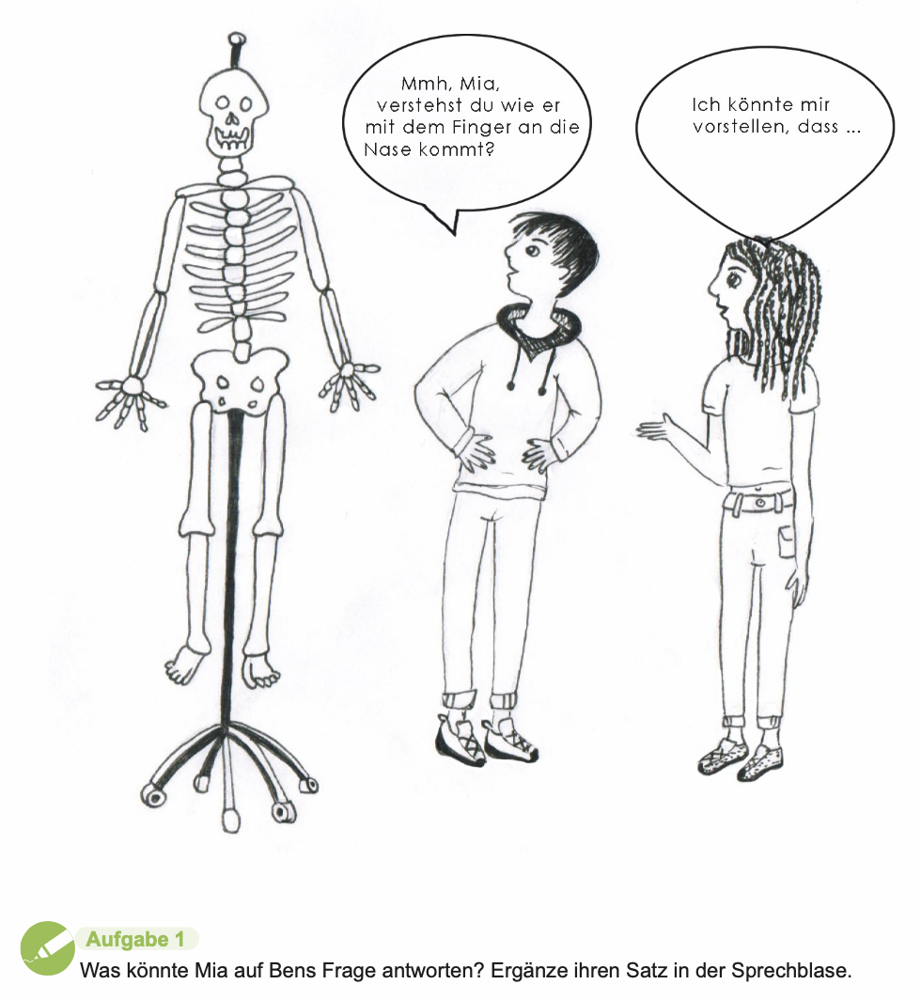 Mmh, Mia,
verstehst du wie er
mit dem Finger an die
Nase kommt?
Ich könnte mir
vorstellen, dass ...
Aufgabe 1
Was könnte Mia auf Bens Frage antworten? Ergänze ihren Satz in der Sprechblase.